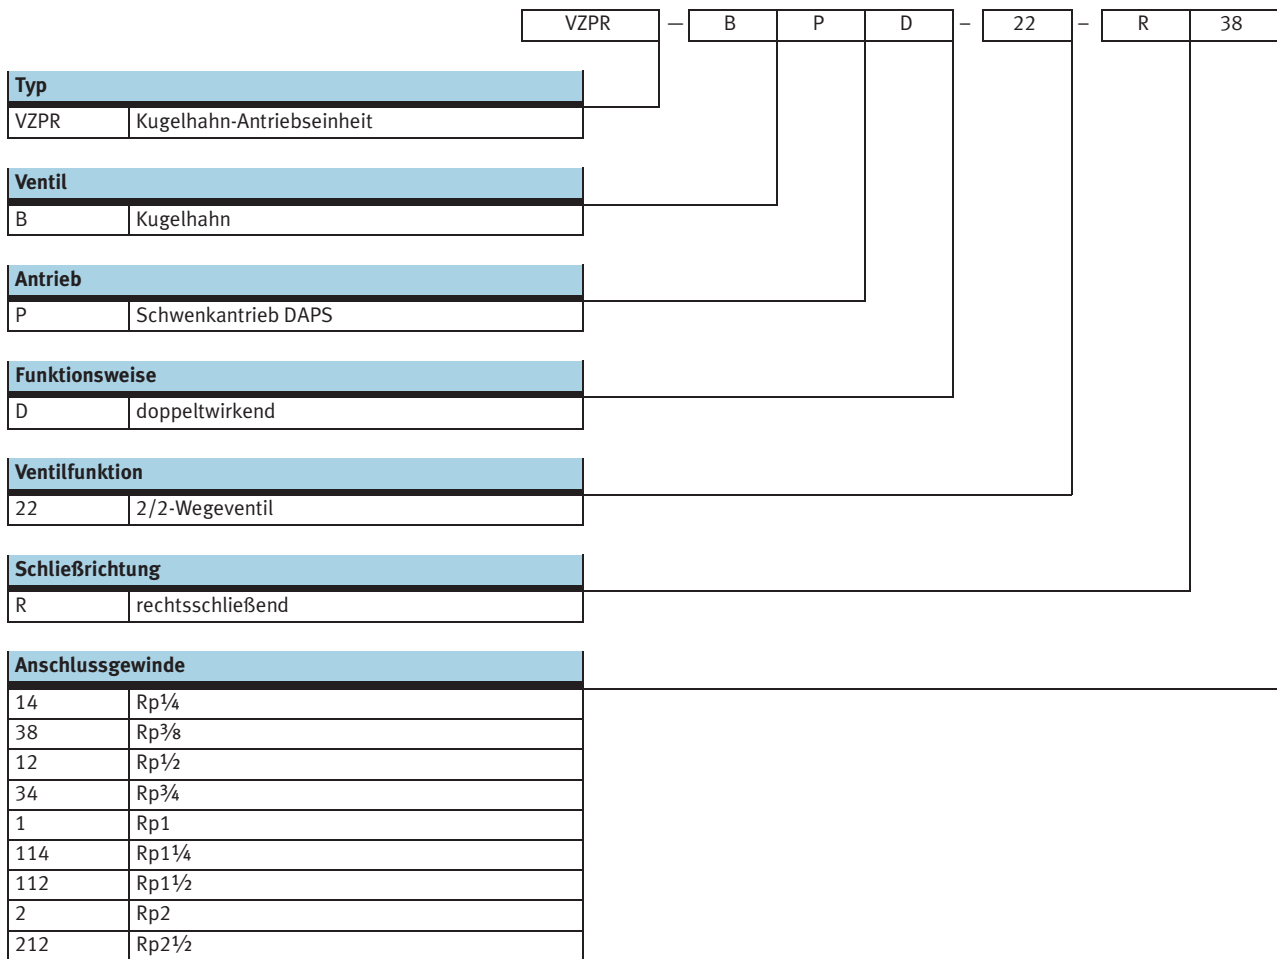 VZPR — B P D – 22 – R 38
Typ
VZPR Kugelhahn-Antriebseinheit
Ventil
B Kugelhahn
Antrieb
P Schwenkantrieb DAPS
Funktionsweise
D doppeltwirkend
Ventilfunktion
22 2/2-Wegeventil
Schließrichtung
R rechtsschließend
Anschlussgewinde
14 Rp¼
38 Rp⅜
12 Rp½
34 Rp¾
1 Rp1
114 Rp1¼
112 Rp1½
2 Rp2
212 Rp2½